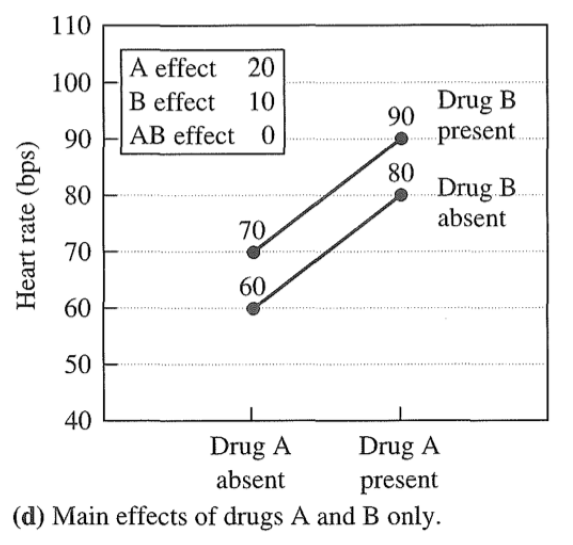 Heart rate (bps)
110
100
90
80
70
60
50
40
A effect 20
B effect 10
AB effect 0
90
80
70
60
Drug B
present
Drug B
absent
Drug A
absent
Drug A
present
(d) Main effects of drugs A and B only.